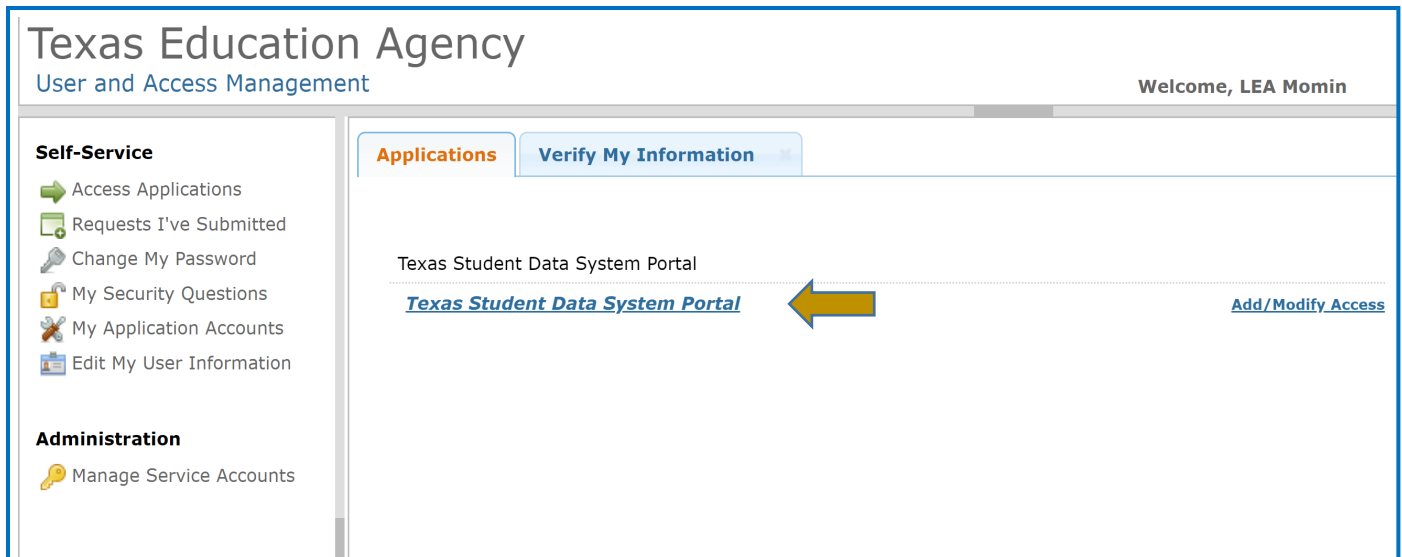 Texas Education Agency
User and Access Management
Welcome, LEA Momin
Self-Service
Access Applications
Requests I've Submitted
Change My Password
My Security Questions
My Application Accounts
Edit My User Information
Administration
Manage Service Accounts
Applications
Verify My Information
Texas Student Data System Portal
Texas Student Data System Portal
Add/Modify Access